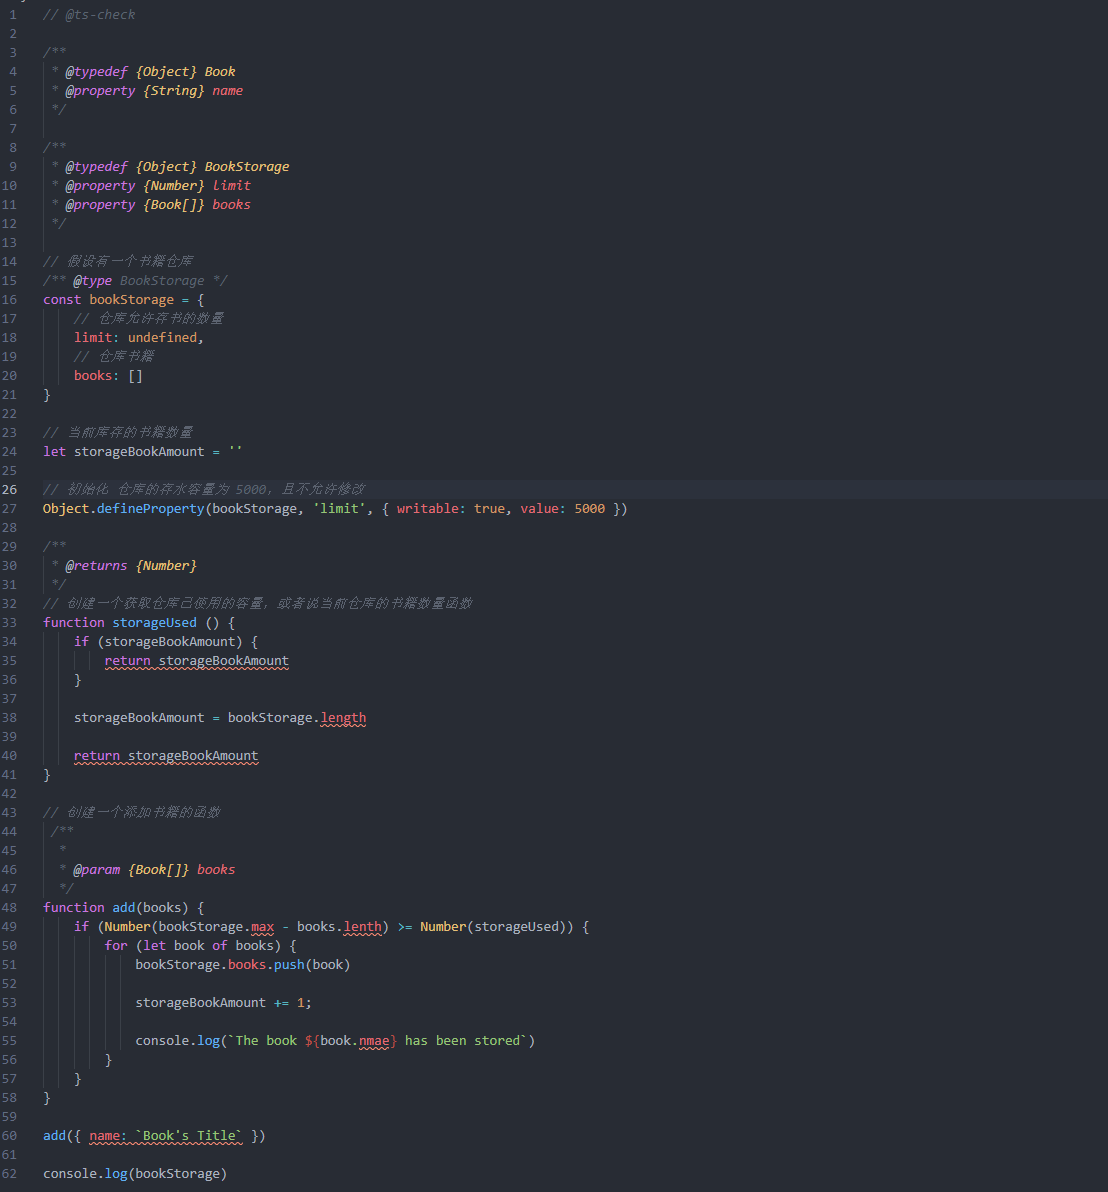 1 // @ts-check
2
3 /**
4 * @typedef {Object} Book
5 * @property {String} name
6 */
7
8 /**
9 * @typedef {Object} BookStorage
10 * @property {Number} limit
11 * @property {Book[]} books
12 */
13
14 // 假设有一个书籍仓库
15 /** @type BookStorage */
16 const bookStorage = {
17 // 仓库允许存书的数量
18 limit: undefined,
19 // 仓库书籍
20 books: []
21 }
22
23 // 当前库存的书籍数量
24 let storageBookAmount = ''
25
26 // 初始化 仓库的存水容量为 5000，且不允许修改
27 Object.defineProperty(bookStorage, 'limit', { writable: true, value: 5000 })
28
29 /**
30 * @returns {Number}
31 */
32 // 创建一个获取仓库已使用的容量，或者说当前仓库的书籍数量函数
33 function storageUsed () {
34 if (storageBookAmount) {
35 return storageBookAmount
36 }
37
38 storageBookAmount = bookStorage.length
39
40 return storageBookAmount
41 }
42
43 // 创建一个添加书籍的函数
44 /**
45 *
46 * @param {Book[]} books
47 */
48 function add(books) {
49 if (Number(bookStorage.max - books.lenth) >= Number(storageUsed)) {
50 for (let book of books) {
51 bookStorage.books.push(book)
52
53 storageBookAmount += 1;
54
55 console.log(`The book ${book.nmae} has been stored`)
56 }
57 }
58 }
59
60 add({ name: `Book's Title` })
61
62 console.log(bookStorage)